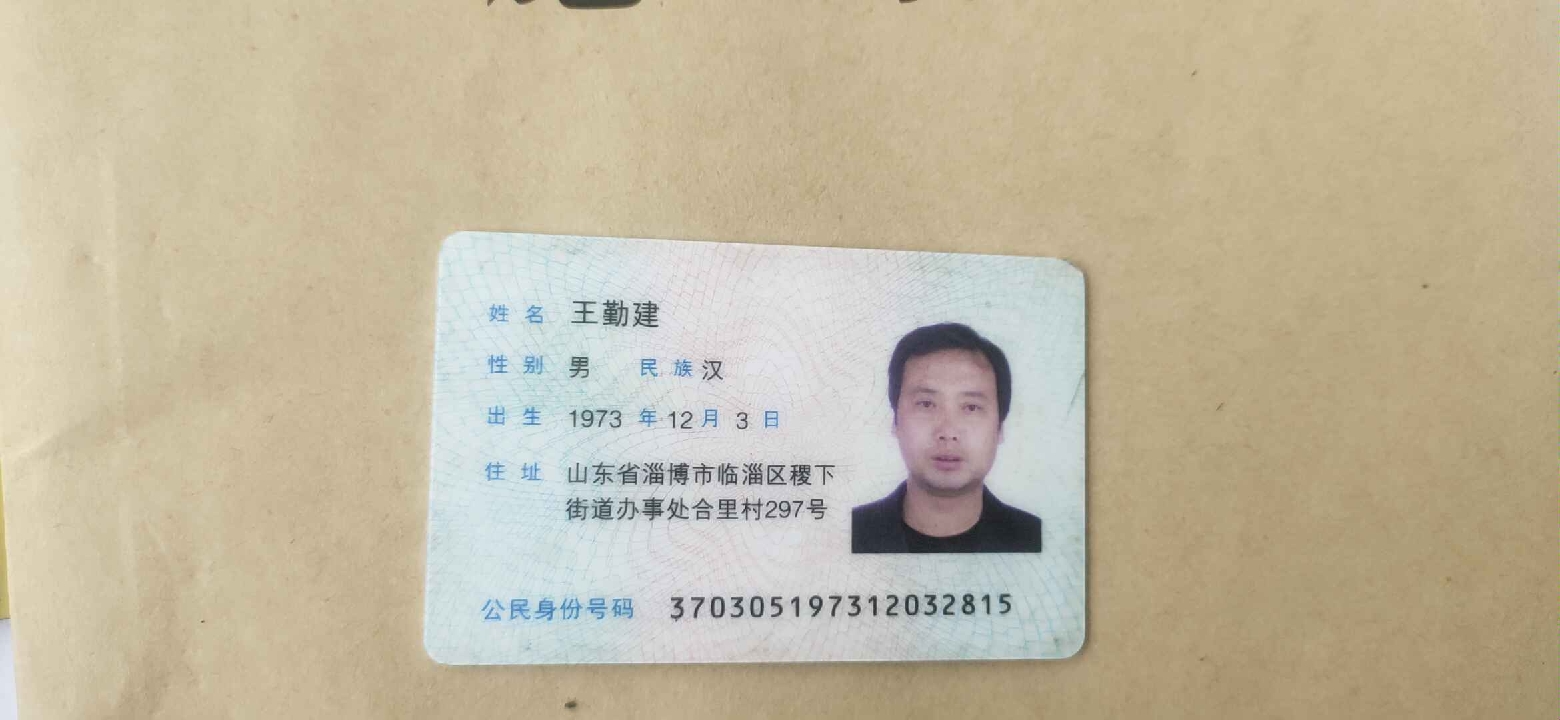 姓名 王勤建
性别 男 民族 汉
出生 1973 年 12 月 3 日
住址 山东省淄博市临淄区稷下
街道办事处合里村297号
公民身份号码 370305197312032815